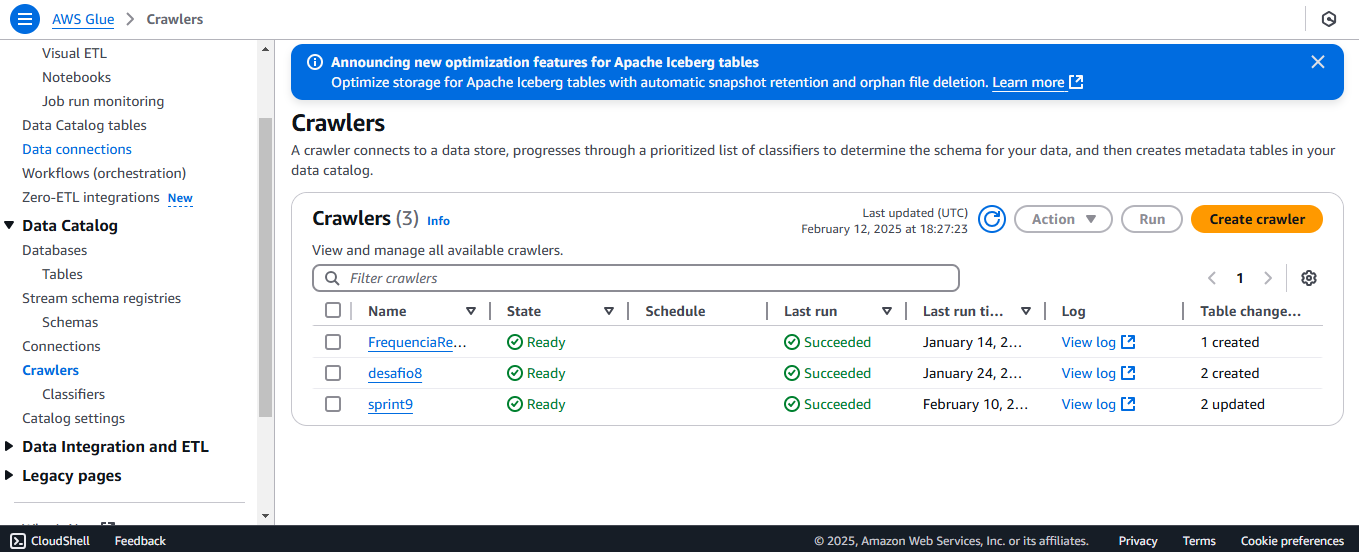 AWS Glue > Crawlers
Visual ETL
Notebooks
Job run monitoring
Data Catalog tables
Data connections
Workflows (orchestration)
Zero-ETL integrations New
Data Catalog
Databases
Tables
Stream schema registries
Schemas
Connections
Crawlers
Classifiers
Catalog settings
Data Integration and ETL
Legacy pages
Announcing new optimization features for Apache Iceberg tables
Optimize storage for Apache Iceberg tables with automatic snapshot retention and orphan file deletion. Learn more
Crawlers
A crawler connects to a data store, progresses through a prioritized list of classifiers to determine the schema for your data, and then creates metadata tables in your
data catalog.
Crawlers (3) Info
Last updated (UTC)
February 12, 2025 at 18:27:23
Action Run Create crawler
View and manage all available crawlers.
Filter crawlers
1
Name State Schedule Last run Last run ti... Log Table change...
FrequenciaRe... Ready Succeeded January 14, 2... View log 1 created
desafio8 Ready Succeeded January 24, 2... View log 2 created
sprint9 Ready Succeeded February 10, 2... View log 2 updated
CloudShell Feedback © 2025, Amazon Web Services, Inc. or its affiliates. Privacy Terms Cookie preferences